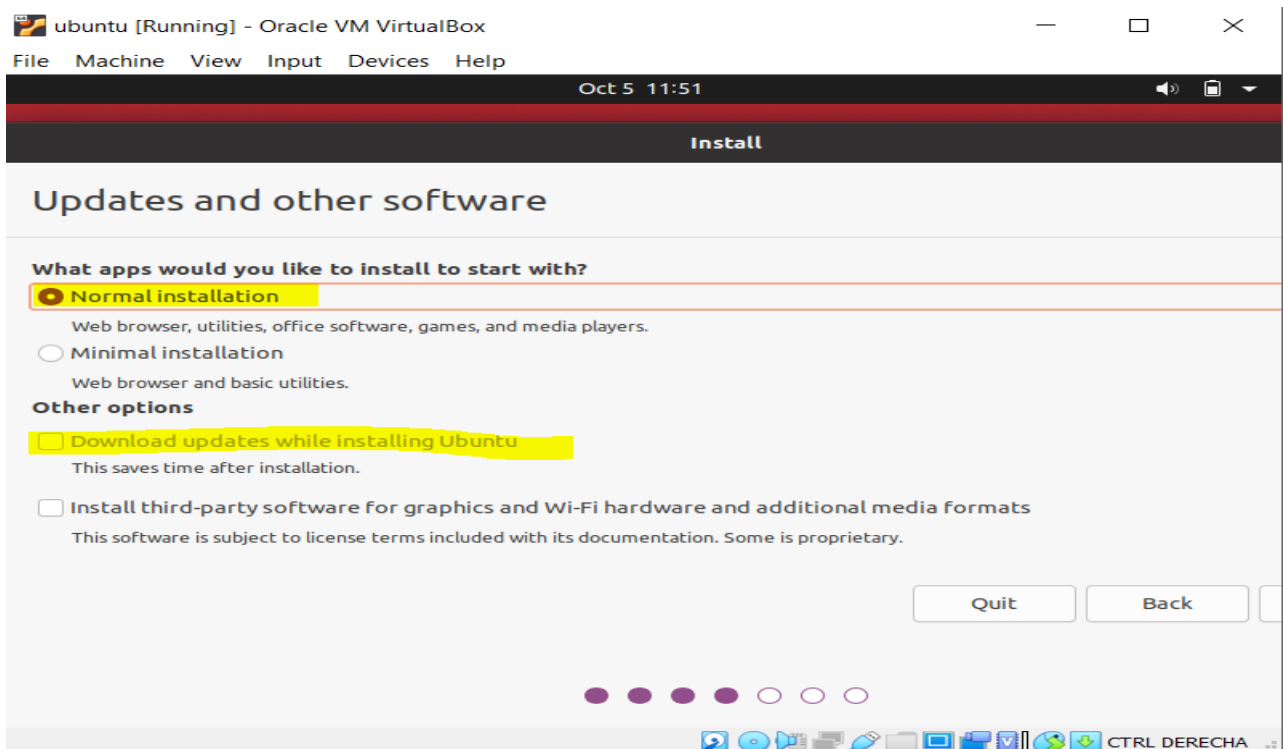 ubuntu [Running] - Oracle VM VirtualBox
File Machine View Input Devices Help
Oct 5 11:51
Install
Updates and other software
What apps would you like to install to start with?
Normal installation
Web browser, utilities, office software, games, and media players.
Minimal installation
Web browser and basic utilities.
Other options
Download updates while installing Ubuntu
This saves time after installation.
Install third-party software for graphics and Wi-Fi hardware and additional media formats
This software is subject to license terms included with its documentation. Some is proprietary.
Quit Back
CTRL DERECHA